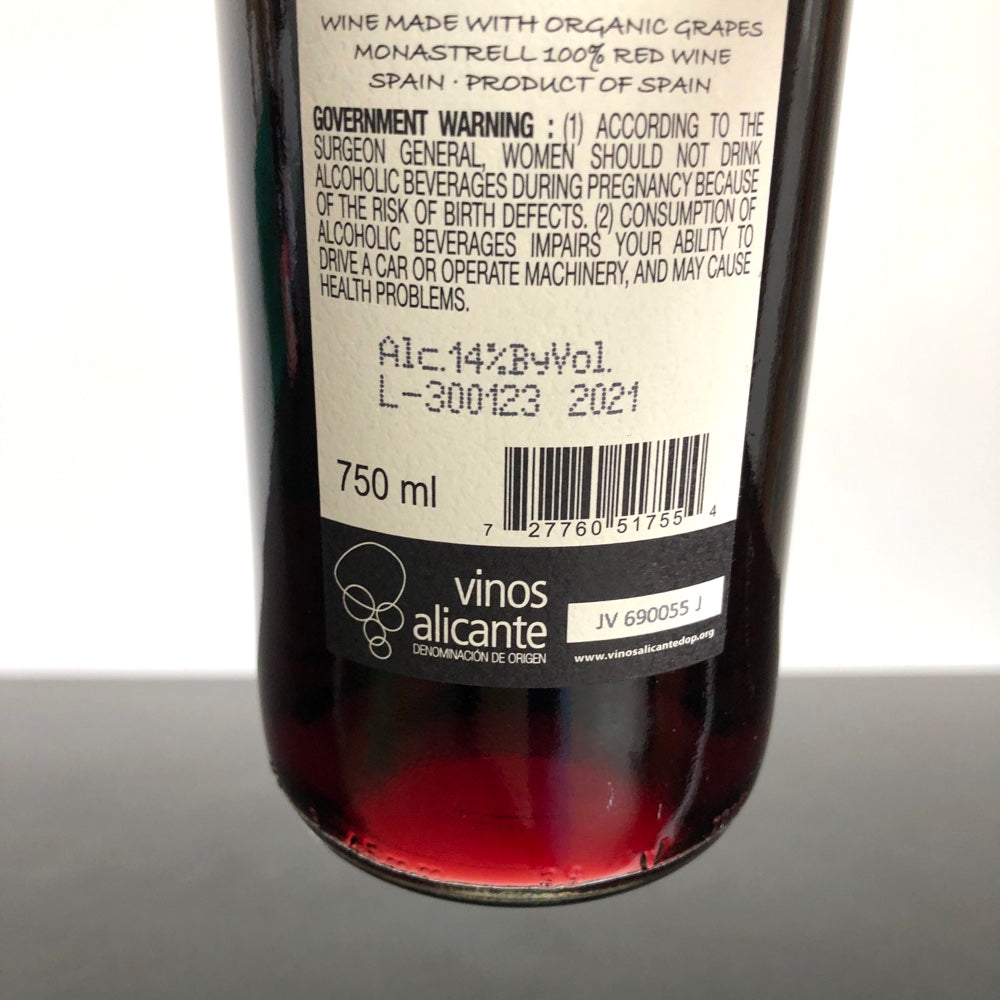 WINE MADE WITH ORGANIC GRAPES
MONASTRELL 100% RED WINE
SPAIN · PRODUCT OF SPAIN
GOVERNMENT WARNING : (1) ACCORDING TO THE
SURGEON GENERAL, WOMEN SHOULD NOT DRINK
ALCOHOLIC BEVERAGES DURING PREGNANCY BECAUSE
OF THE RISK OF BIRTH DEFECTS. (2) CONSUMPTION OF
ALCOHOLIC BEVERAGES IMPAIRS YOUR ABILITY TO
DRIVE A CAR OR OPERATE MACHINERY, AND MAY CAUSE
HEALTH PROBLEMS.
Alc.14%ByVol.
L-300123 2021
750 ml
7 27760 51755 4
vinos
alicante
DENOMINACIÓN DE ORIGEN
JV 690055 J
www.vinosalicantedop.org